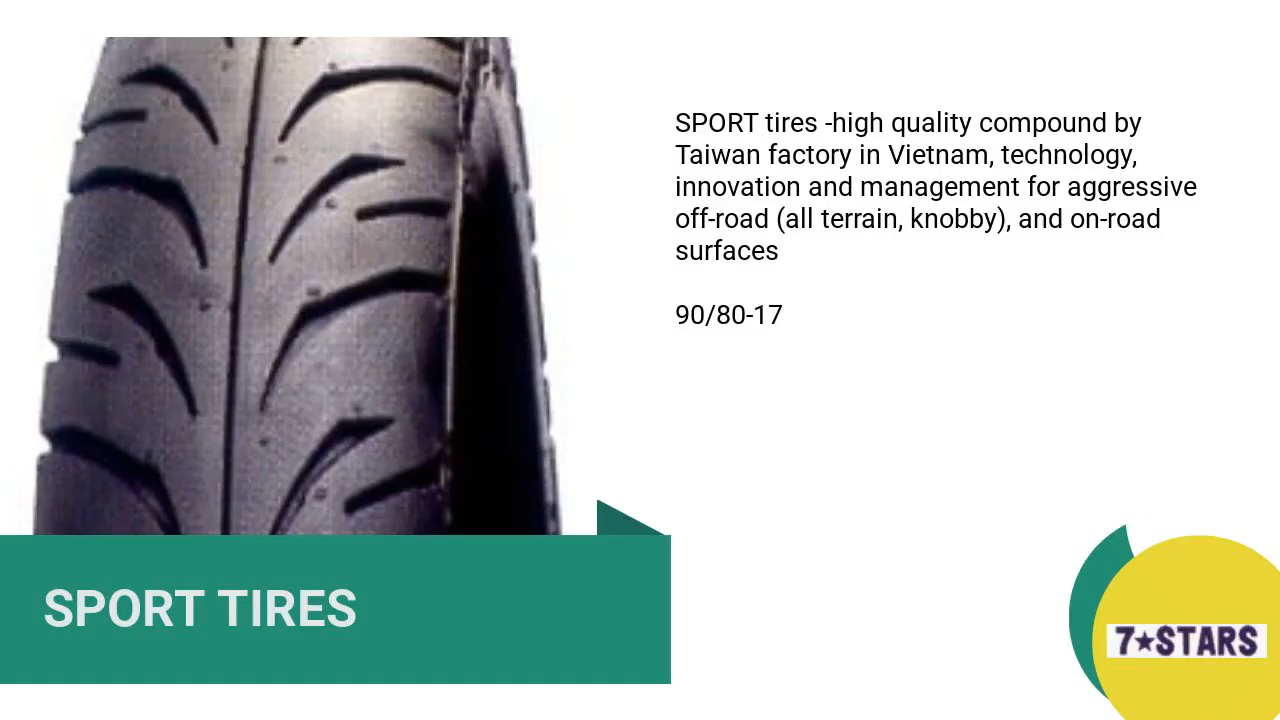 SPORT tires -high quality compound by
Taiwan factory in Vietnam, technology,
innovation and management for aggressive
off-road (all terrain, knobby), and on-road
surfaces
90/80-17
SPORT TIRES
7★STARS